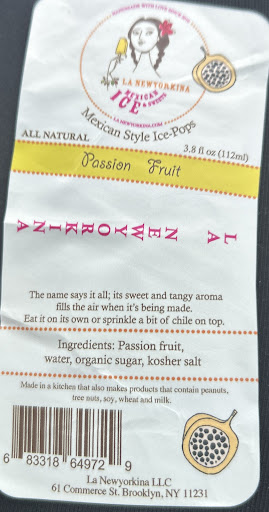 HANDMADE WITH LOVE SINCE 2010
LA NEWYORKINA
MEXICAN
ICE
& SWEETS
LANEWYORKINA.COM
Mexican Style Ice-Pops
ALL NATURAL
3.8 fl oz (112ml)
Passion Fruit
LA NEWYORKINA
The name says it all; its sweet and tangy aroma
fills the air when it's being made.
Eat it on its own or sprinkle a bit of chile on top.
Ingredients: Passion fruit,
water, organic sugar, kosher salt
Made in a kitchen that also makes products that contain peanuts,
tree nuts, soy, wheat and milk.
6 83318 64972 9
La Newyorkina LLC
61 Commerce St. Brooklyn, NY 11231